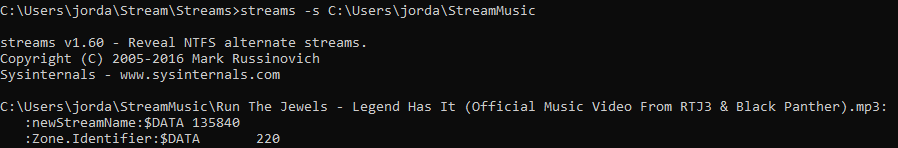 C:\Users\jorda\Stream\Streams>streams -s C:\Users\jorda\StreamMusic
streams v1.60 - Reveal NTFS alternate streams.
Copyright (C) 2005-2016 Mark Russinovich
Sysinternals - www.sysinternals.com
C:\Users\jorda\StreamMusic\Run The Jewels - Legend Has It (Official Music Video From RTJ3 & Black Panther).mp3:
:newStreamName:$DATA 135840
:Zone.Identifier:$DATA 220